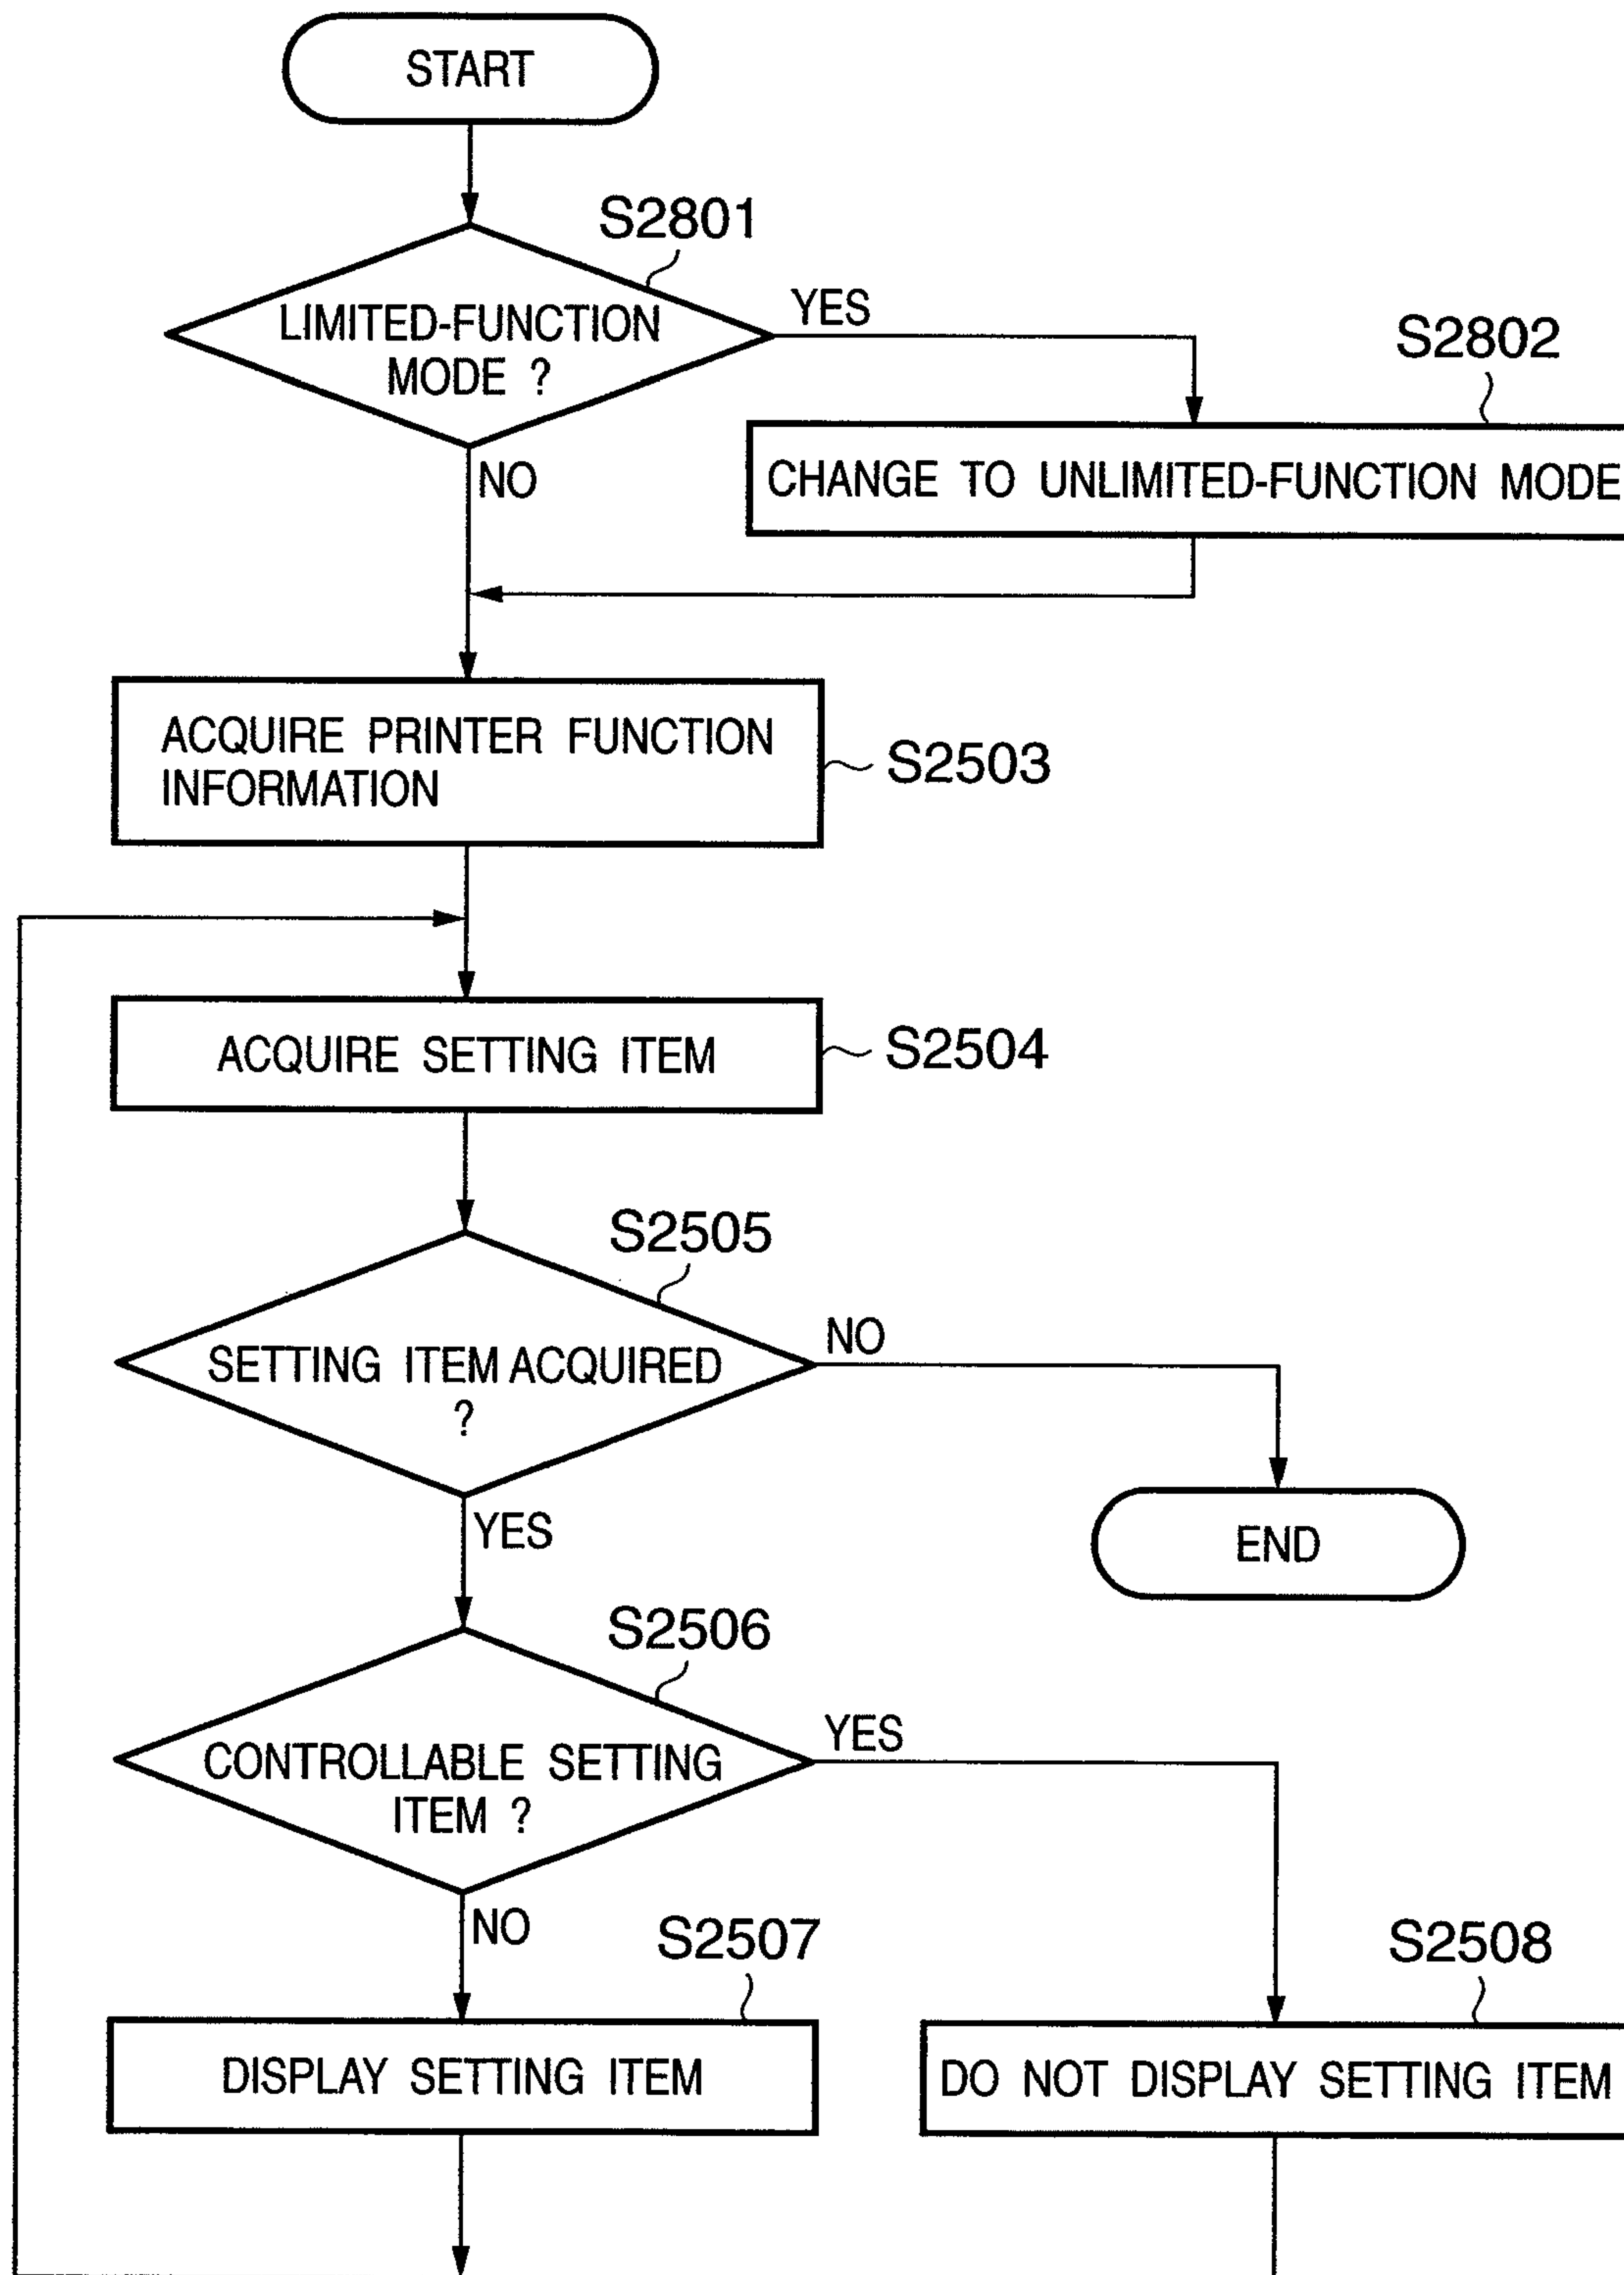 START
S2801
LIMITED-FUNCTION
MODE ?
YES
NO
S2802
CHANGE TO UNLIMITED-FUNCTION MODE
ACQUIRE PRINTER FUNCTION
INFORMATION
S2503
ACQUIRE SETTING ITEM
S2504
S2505
SETTING ITEM ACQUIRED
?
NO
YES
END
S2506
CONTROLLABLE SETTING
ITEM ?
YES
NO
S2507
DISPLAY SETTING ITEM
S2508
DO NOT DISPLAY SETTING ITEM